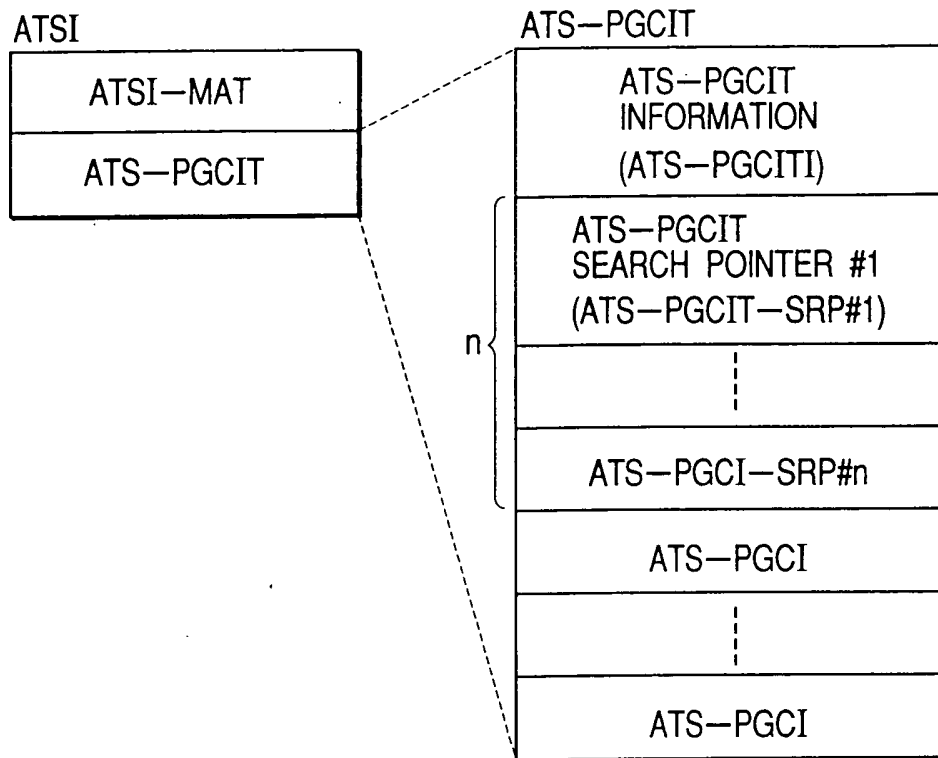 ATSI
ATSI—MAT
ATS—PGCIT
ATS—PGCIT
ATS—PGCIT
INFORMATION
(ATS—PGCITI)
n
ATS—PGCIT
SEARCH POINTER #1
(ATS—PGCIT—SRP#1)
ATS—PGCI—SRP#n
ATS—PGCI
ATS—PGCI